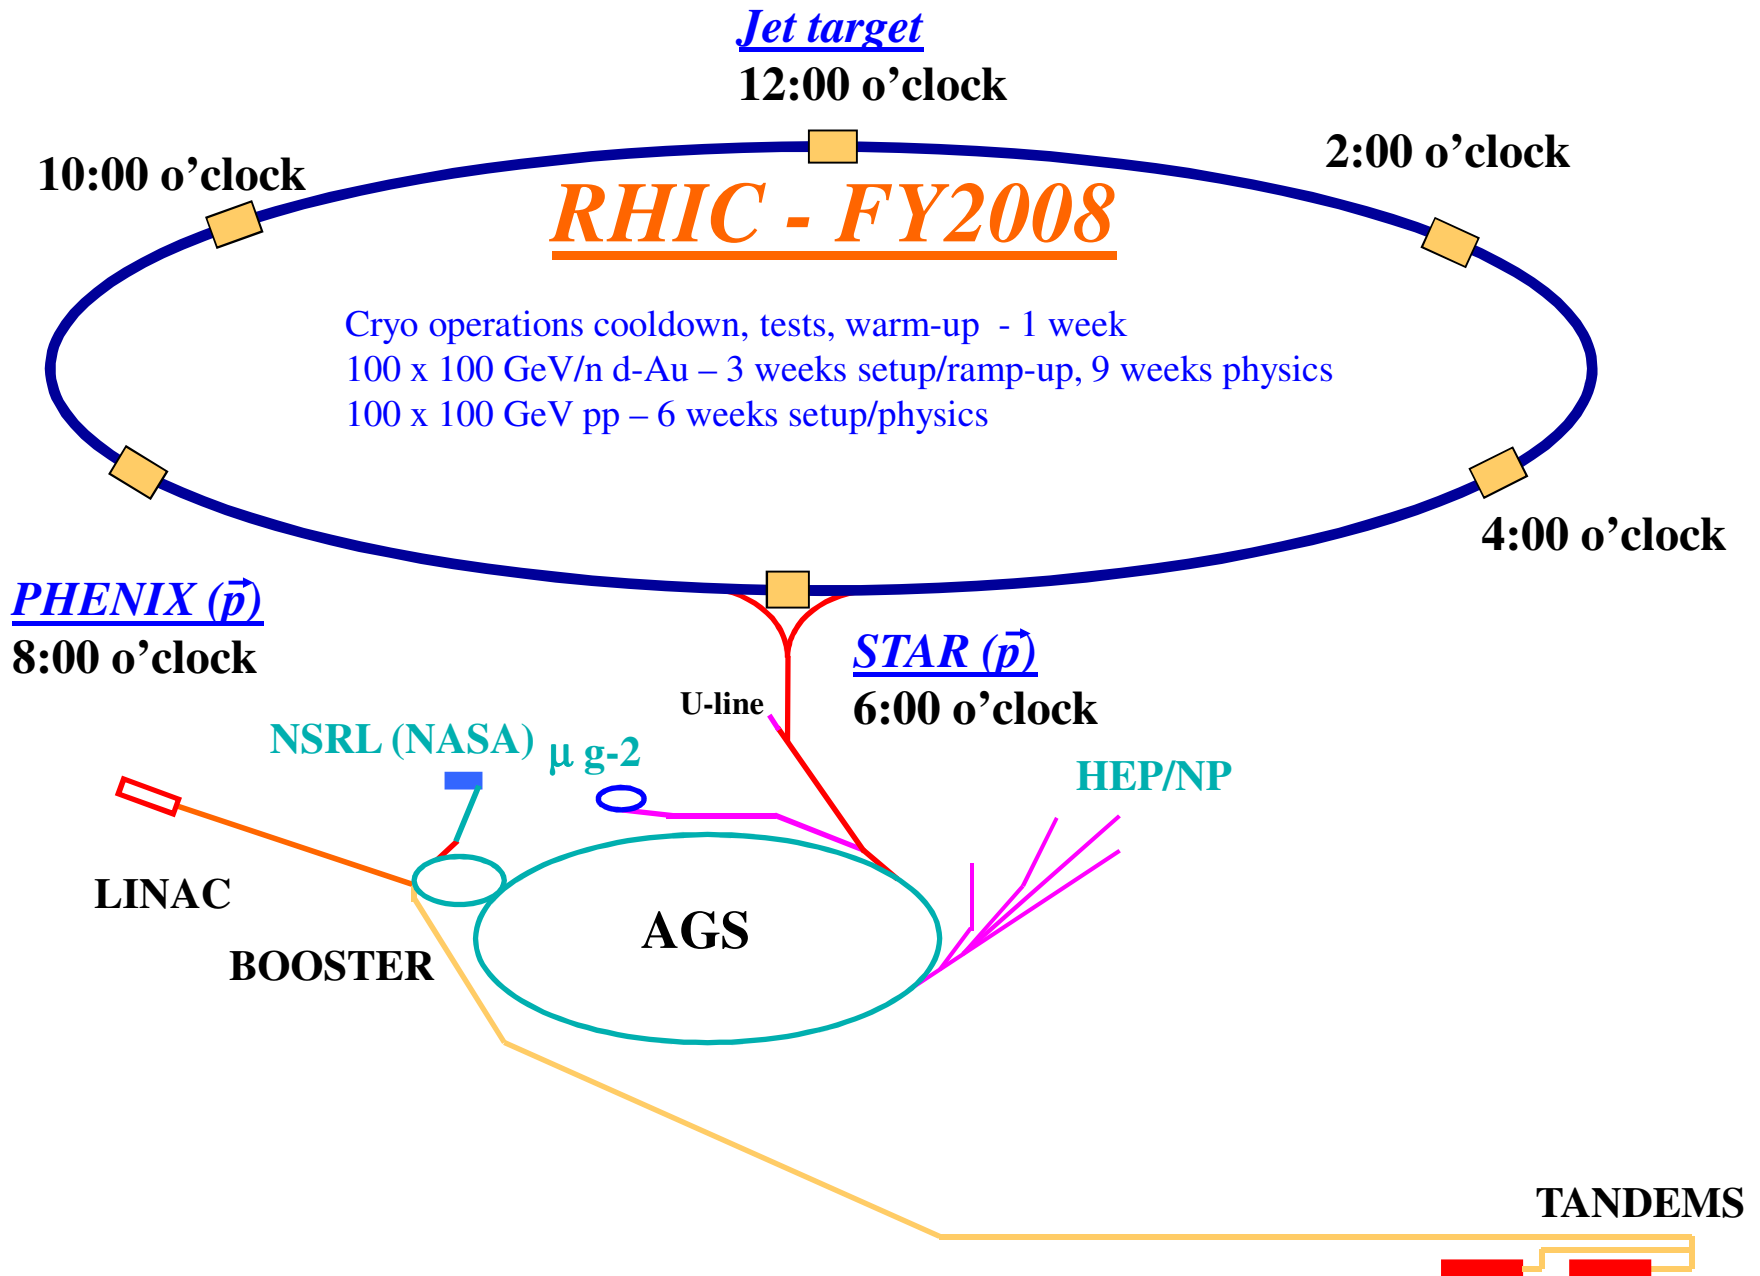 Jet target
12:00 o’clock
2:00 o’clock
10:00 o’clock
RHIC - FY2008
Cryo operations cooldown, tests, warm-up - 1 week
100 x 100 GeV/n d-Au – 3 weeks setup/ramp-up, 9 weeks physics
100 x 100 GeV pp – 6 weeks setup/physics
4:00 o’clock
PHENIX (p⃗)
8:00 o’clock
STAR (p⃗)
6:00 o’clock
U-line
NSRL (NASA)
μ g-2
HEP/NP
LINAC
AGS
BOOSTER
TANDEMS